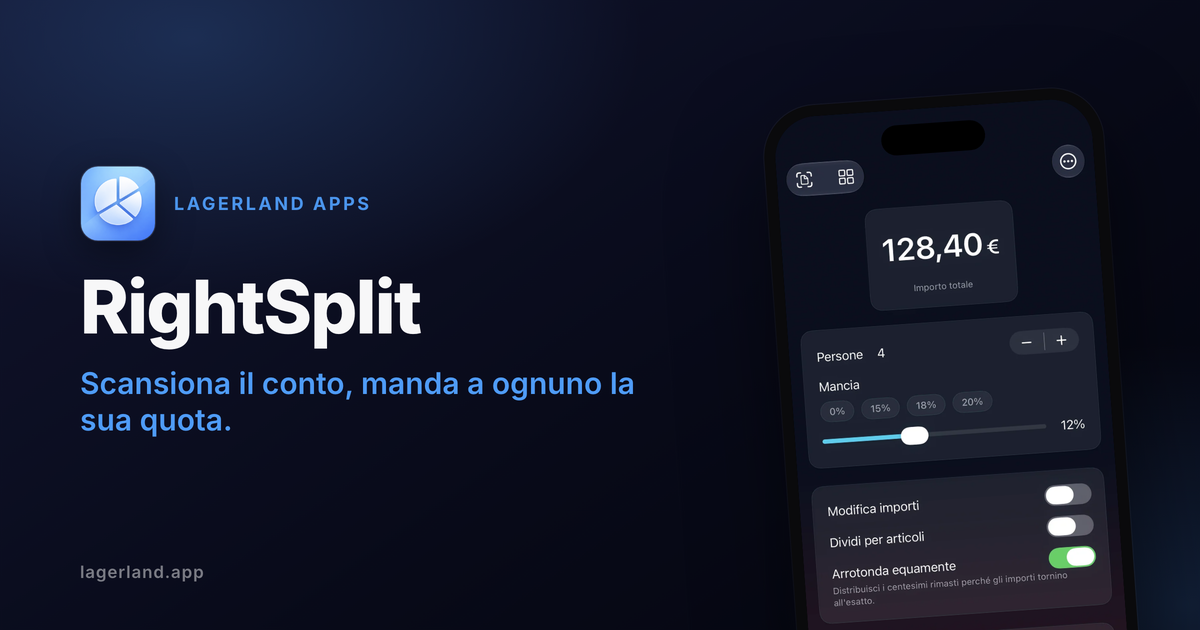 LAGERLAND APPS
RightSplit
Scansiona il conto, manda a ognuno la
sua quota.
lagerland.app
128,40 €
Importo totale
Persone 4
− +
Mancia
0% 15% 18% 20%
12%
Modifica importi
Dividi per articoli
Arrotonda equamente
Distribuisci i centesimi rimasti perché gli importi tornino
all'esatto.